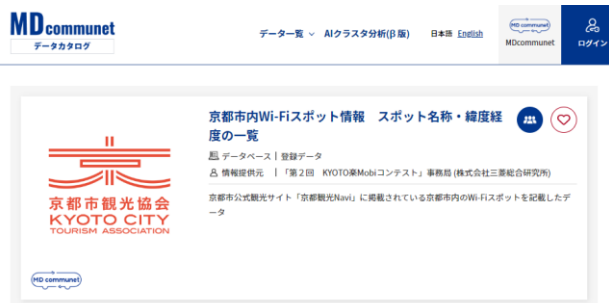 MDcommunet
データカタログ
データ一覧 AIクラスタ分析(β版) 日本語 English
MD communet
MDcommunet
ログイン
京都市内Wi-Fiスポット情報 スポット名称・緯度経
度の一覧
データベース | 登録データ
情報提供元 | 「第2回 KYOTO楽Mobiコンテスト」事務局 (株式会社三菱総合研究所)
京都市公式観光サイト「京都観光Navi」に掲載されている京都市内のWi-Fiスポットを記載したデ
ータ
京都市観光協会
KYOTO CITY
TOURISM ASSOCIATION
MD communet